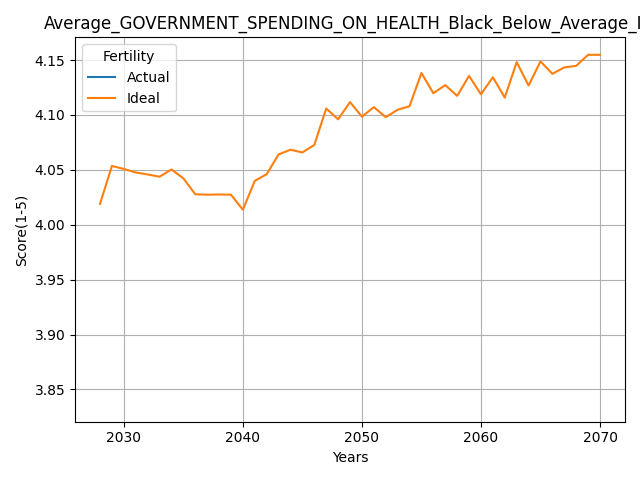 Average_GOVERNMENT_SPENDING_ON_HEALTH_Black_Below_Average_
Fertility
Actual
Ideal
4.15
4.10
4.05
4.00
3.95
3.90
3.85
Score(1-5)
2030 2040 2050 2060 2070
Years